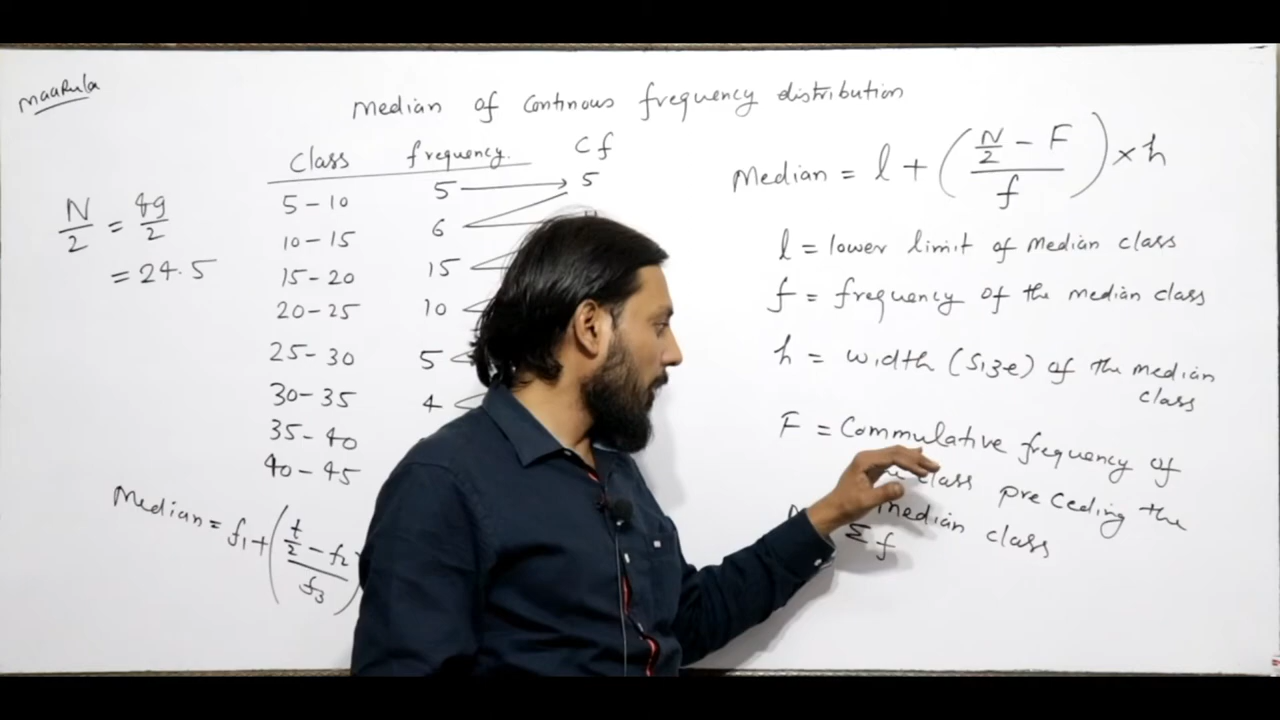 MaaRula
Median of Continous frequency distribution
Class frequency. Cf
5-10 5 5
10-15 6
15-20 15
20-25 10
25-30 5
30-35 4
35-40
40-45
N/2 = 49/2
= 24.5
Median = f1 + (t/2 - f2 / f3)
Median = l + (N/2 - F / f) × h
l = lower limit of Median class
f = frequency of the median class
h = width (size) of the median
class
F = Commulative frequency of
class preceding the
median class
Σf